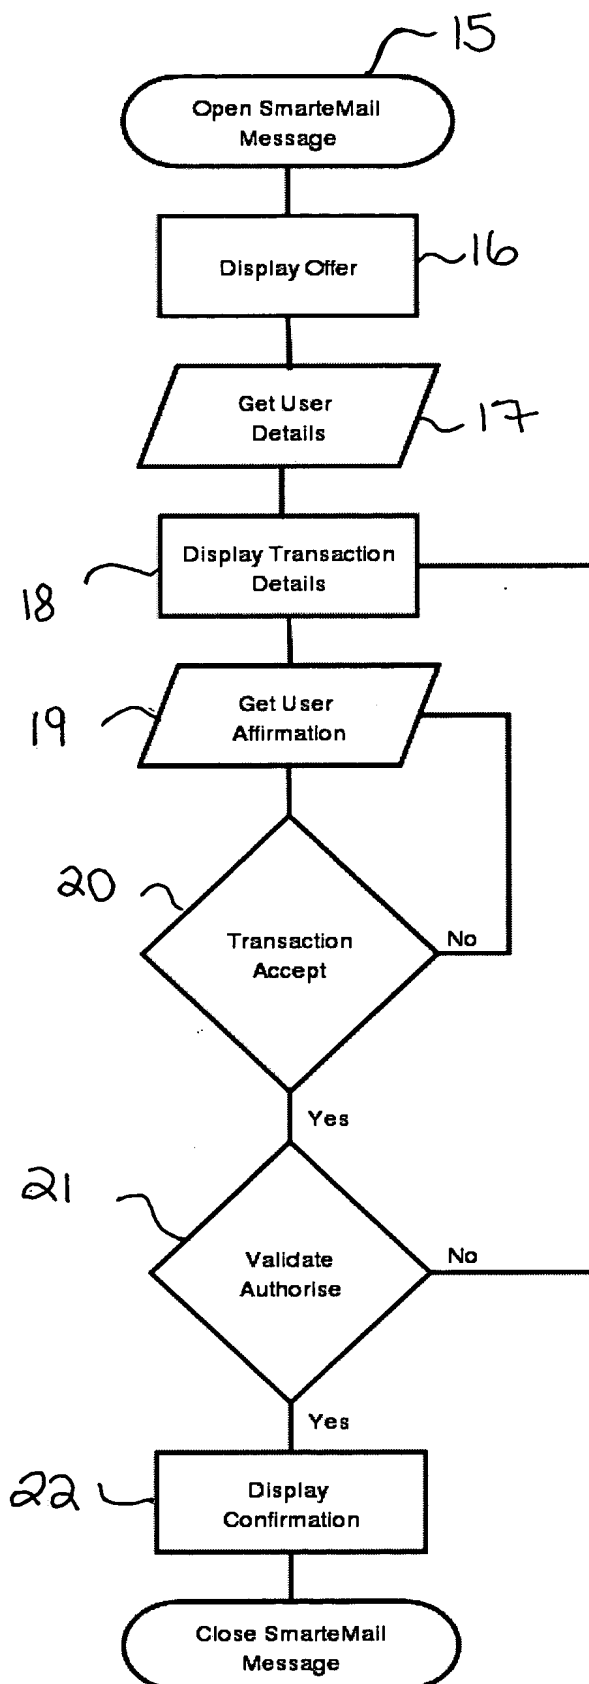 15
Open SmarteMail
Message
Display Offer
16
Get User
Details
17
Display Transaction
Details
18
Get User
Affirmation
19
20
Transaction
Accept
No
Yes
21
Validate
Authorise
No
Yes
22
Display
Confirmation
Close SmarteMail
Message